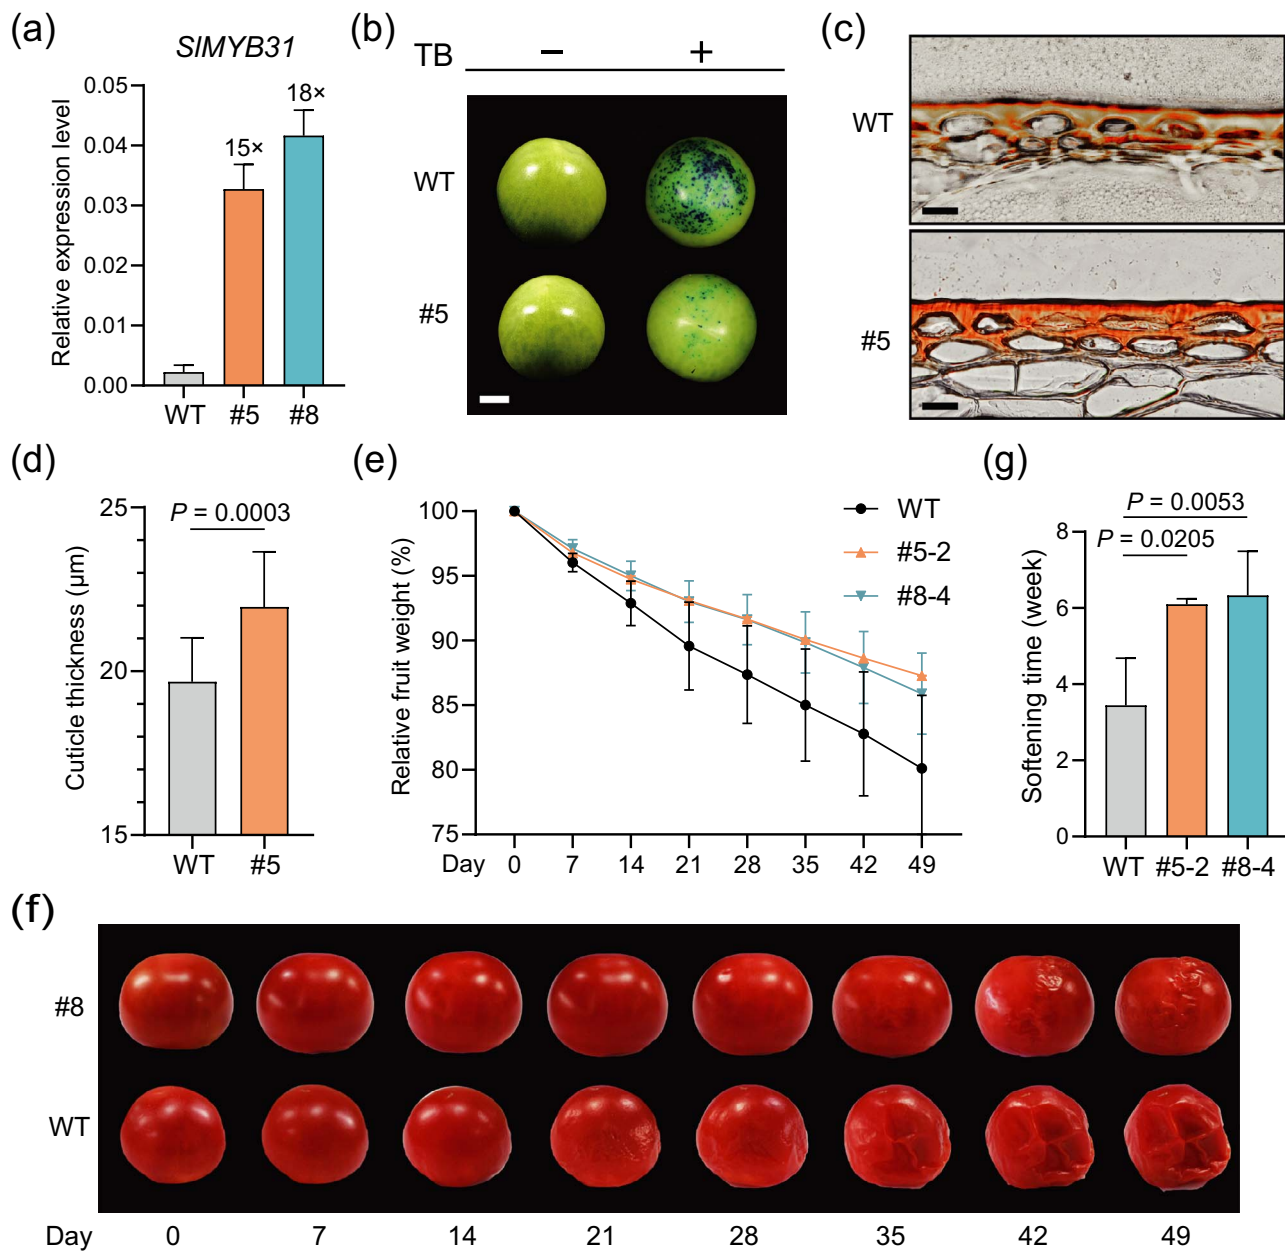 (a)
SlMYB31
Relative expression level
0.05
0.04
0.03
0.02
0.01
0.00
15×
18×
WT #5 #8
(b)
TB − +
WT
#5
(c)
WT
#5
(d)
P = 0.0003
Cuticle thickness (μm)
25
20
15
WT #5
(e)
Relative fruit weight (%)
100
95
90
85
80
75
WT
#5-2
#8-4
Day 0 7 14 21 28 35 42 49
(g)
P = 0.0053
P = 0.0205
Softening time (week)
8
6
4
2
0
WT #5-2 #8-4
(f)
#8
WT
Day 0 7 14 21 28 35 42 49